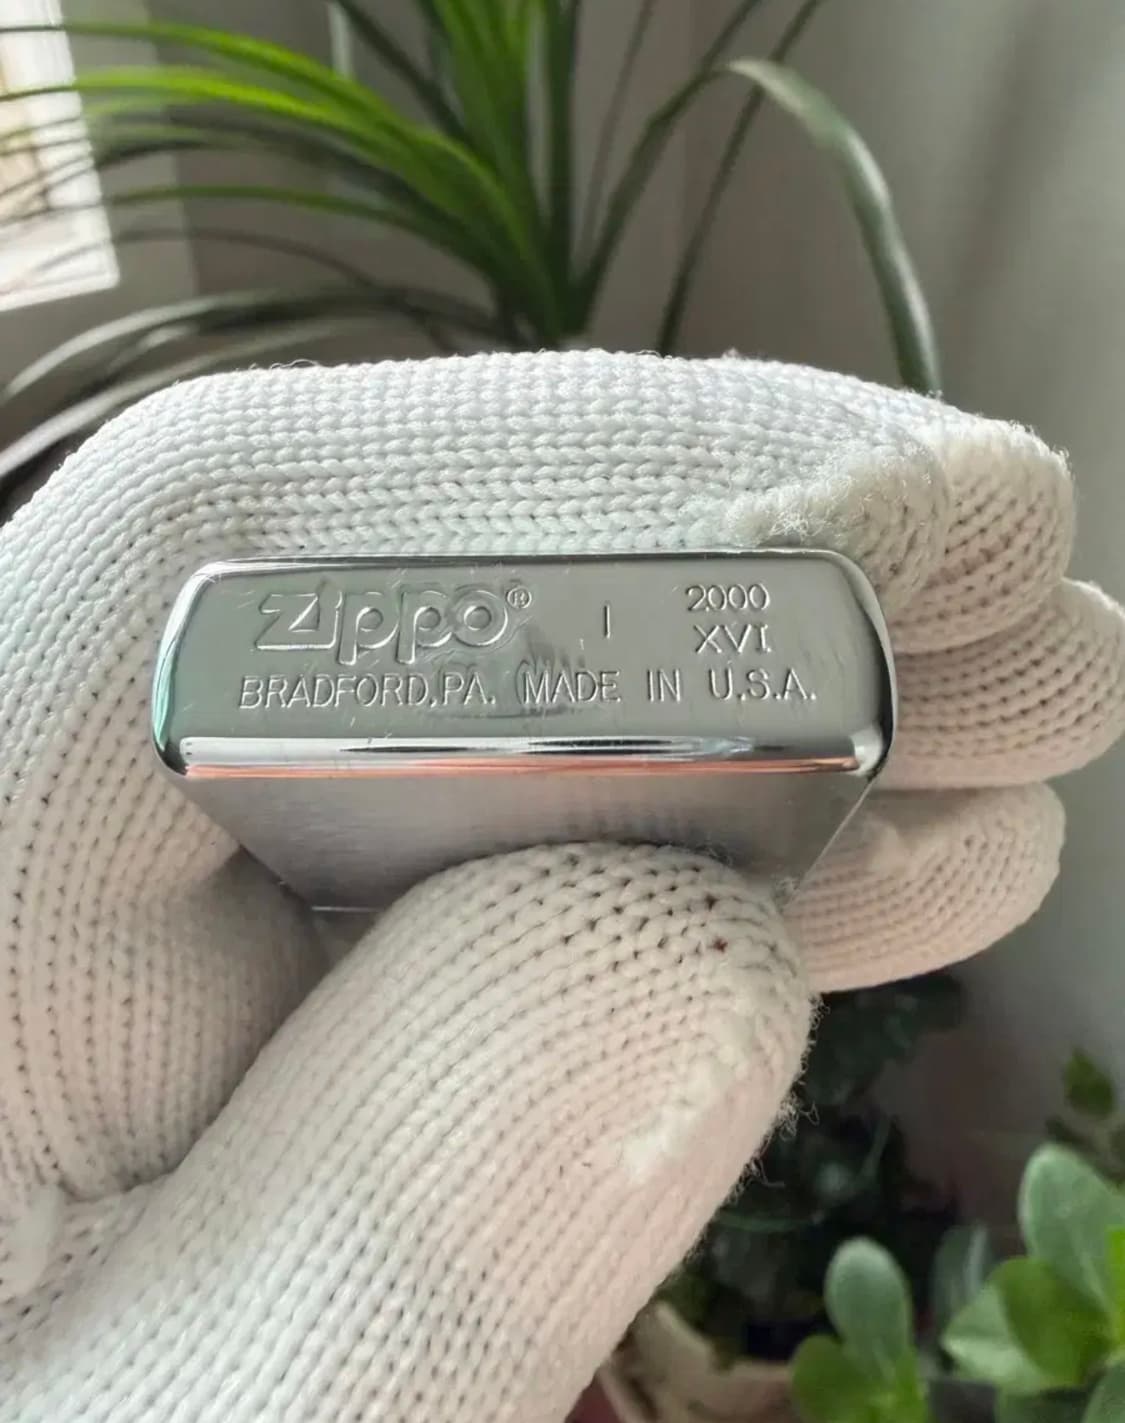 Zippo® I 2000
XVI
BRADFORD,PA. MADE IN U.S.A.